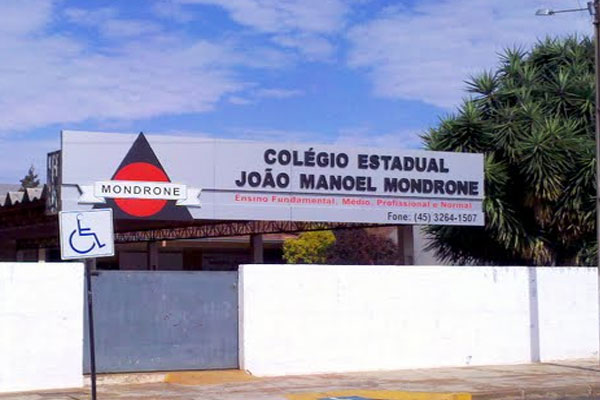 MONDRONE
COLÉGIO ESTADUAL
JOÃO MANOEL MONDRONE
Ensino Fundamental, Médio, Profissional e Normal
Fone: (45) 3264-1507